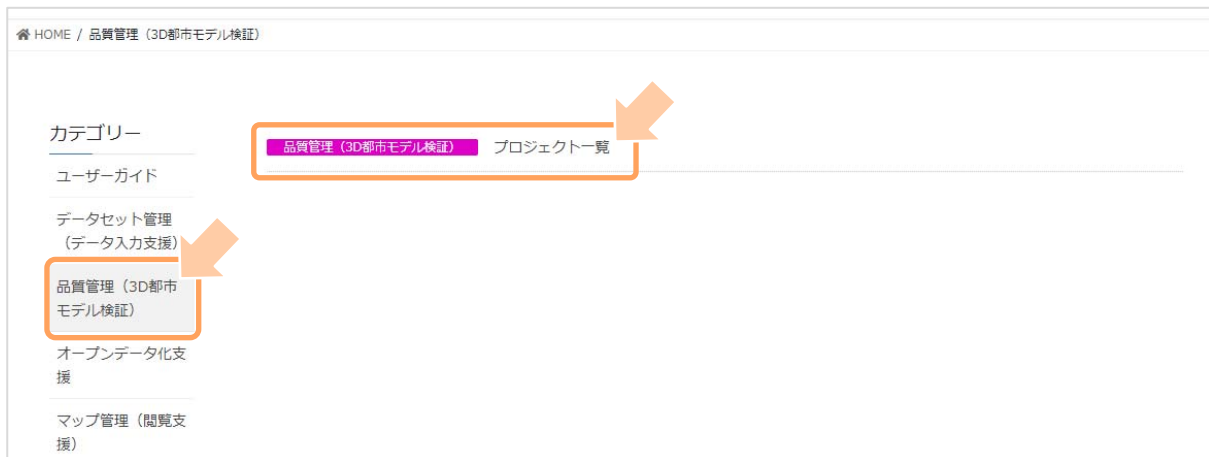 HOME / 品質管理（3D都市モデル検証）
カテゴリー
ユーザーガイド
データセット管理
（データ入力支援）
品質管理（3D都市
モデル検証）
オープンデータ化支
援
マップ管理（閲覧支
援）
品質管理（3D都市モデル検証） プロジェクト一覧